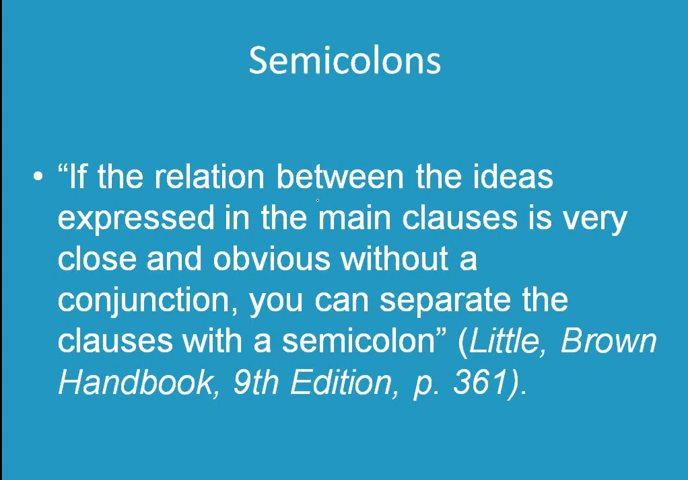 Semicolons
• “If the relation between the ideas
expressed in the main clauses is very
close and obvious without a
conjunction, you can separate the
clauses with a semicolon” (Little, Brown
Handbook, 9th Edition, p. 361).